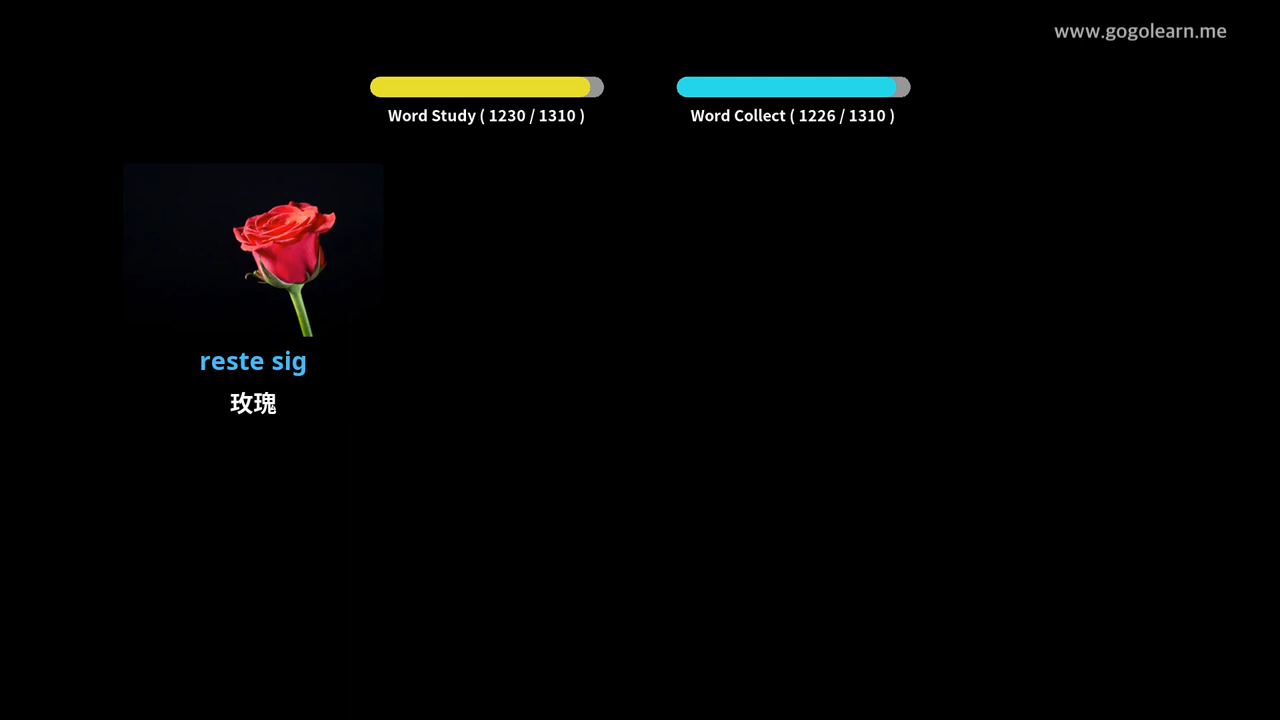 www.gogolearn.me
Word Study ( 1230 / 1310 )
Word Collect ( 1226 / 1310 )
reste sig
玫瑰